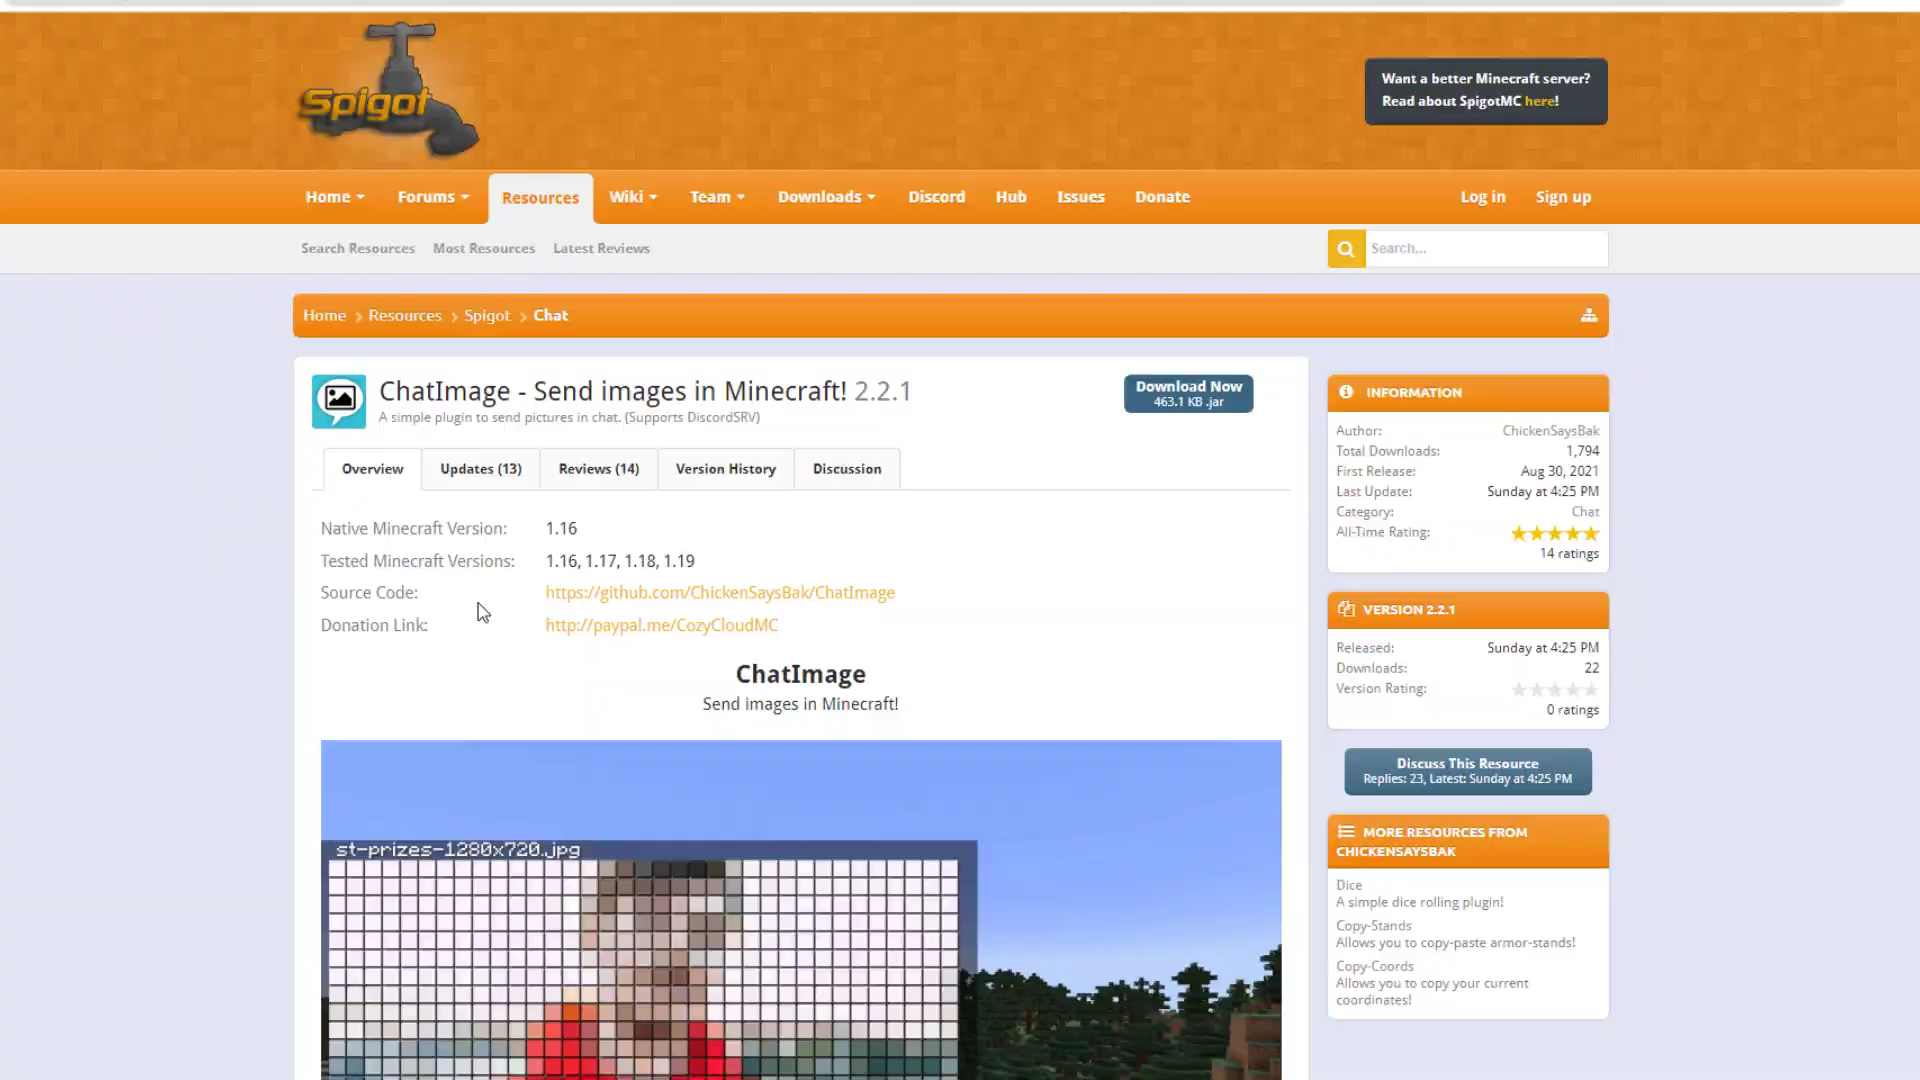 Spigot
Want a better Minecraft server?
Read about SpigotMC here!
Home
Forums
Resources
Wiki
Team
Downloads
Discord
Hub
Issues
Donate
Log in
Sign up
Search Resources
Most Resources
Latest Reviews
Search...
Home
Resources
Spigot
Chat
ChatImage - Send images in Minecraft! 2.2.1
A simple plugin to send pictures in chat. (Supports DiscordSRV)
Download Now
463.1 KB .jar
Overview
Updates (13)
Reviews (14)
Version History
Discussion
Native Minecraft Version: 1.16
Tested Minecraft Versions: 1.16, 1.17, 1.18, 1.19
Source Code: https://github.com/ChickenSaysBak/ChatImage
Donation Link: http://paypal.me/CozyCloudMC
ChatImage
Send images in Minecraft!
st-prizes-1280x720.jpg
INFORMATION
Author: ChickenSaysBak
Total Downloads: 1,794
First Release: Aug 30, 2021
Last Update: Sunday at 4:25 PM
Category: Chat
All-Time Rating:
14 ratings
VERSION 2.2.1
Released: Sunday at 4:25 PM
Downloads: 22
Version Rating:
0 ratings
Discuss This Resource
Replies: 23, Latest: Sunday at 4:25 PM
MORE RESOURCES FROM
CHICKENSAYSBAK
Dice
A simple dice rolling plugin!
Copy-Stands
Allows you to copy-paste armor-stands!
Copy-Coords
Allows you to copy your current
coordinates!